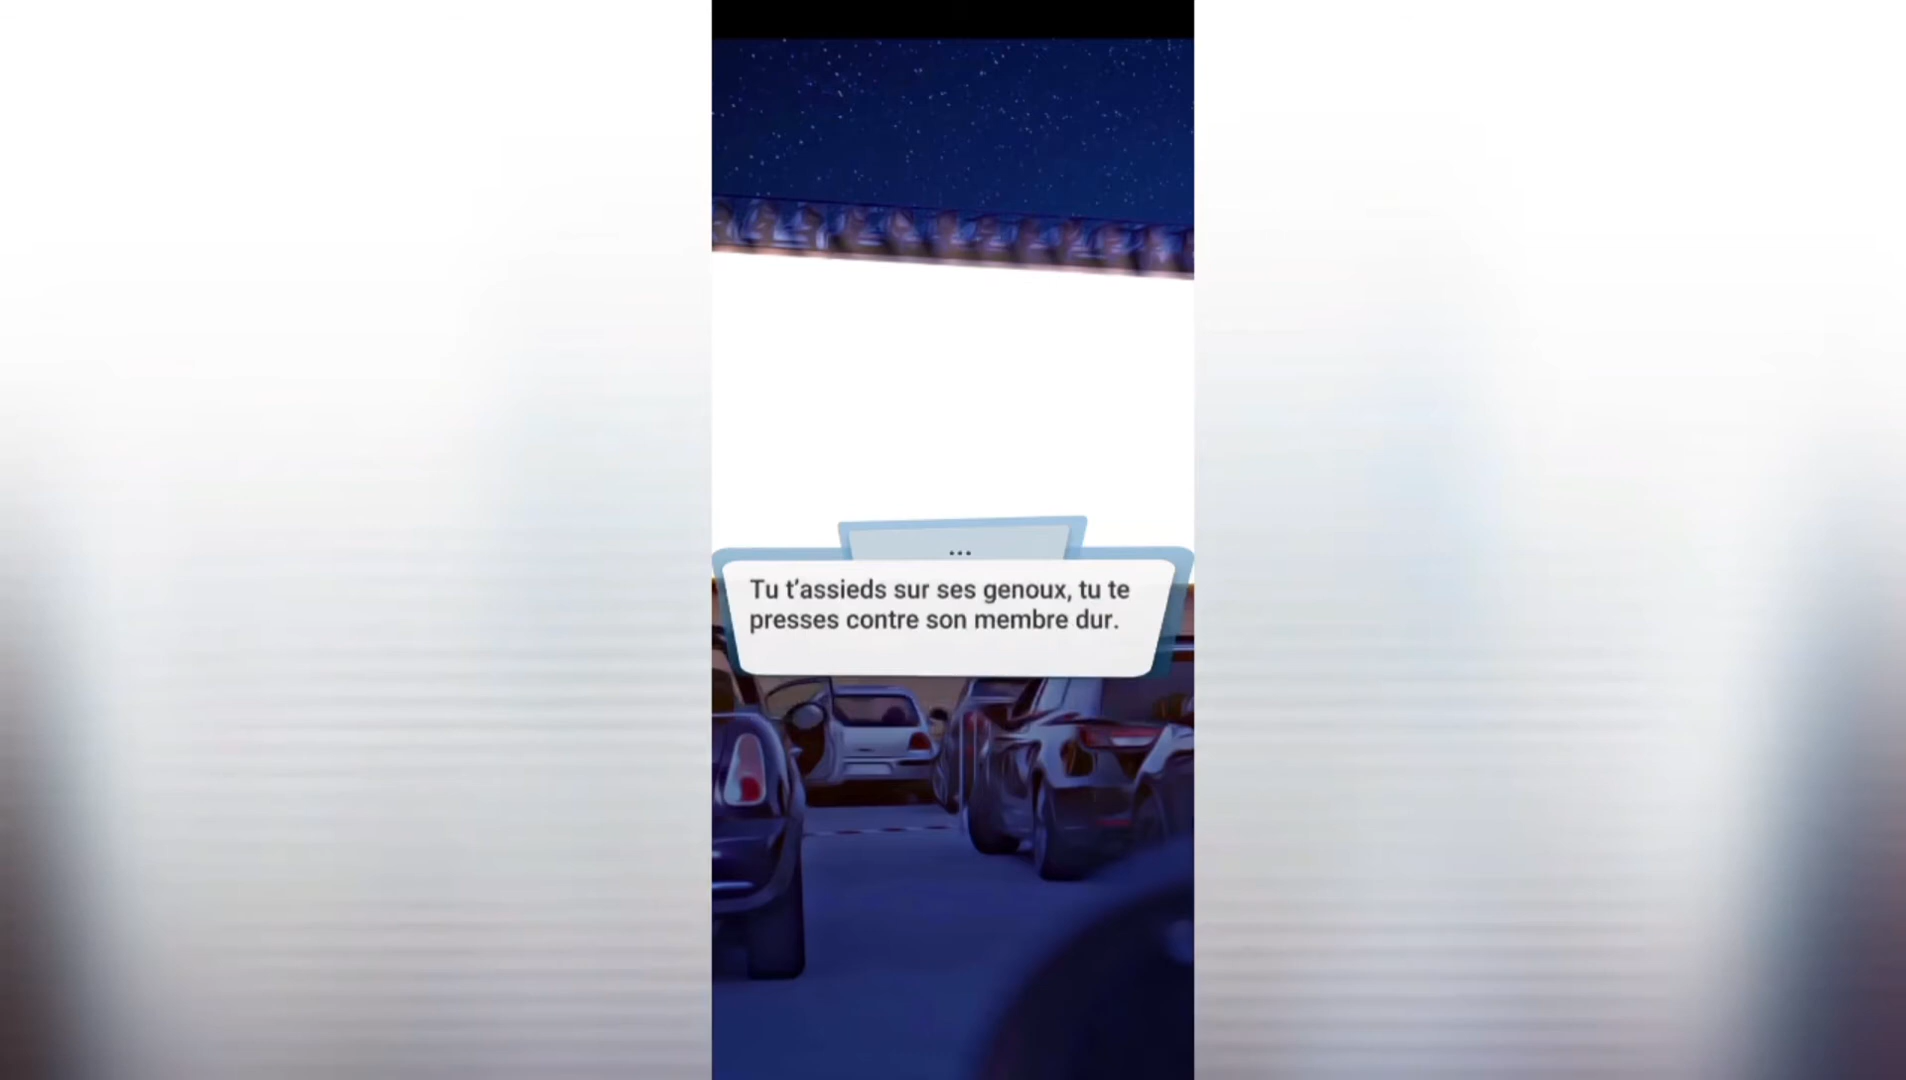 ...
Tu t’assieds sur ses genoux, tu te
presses contre son membre dur.